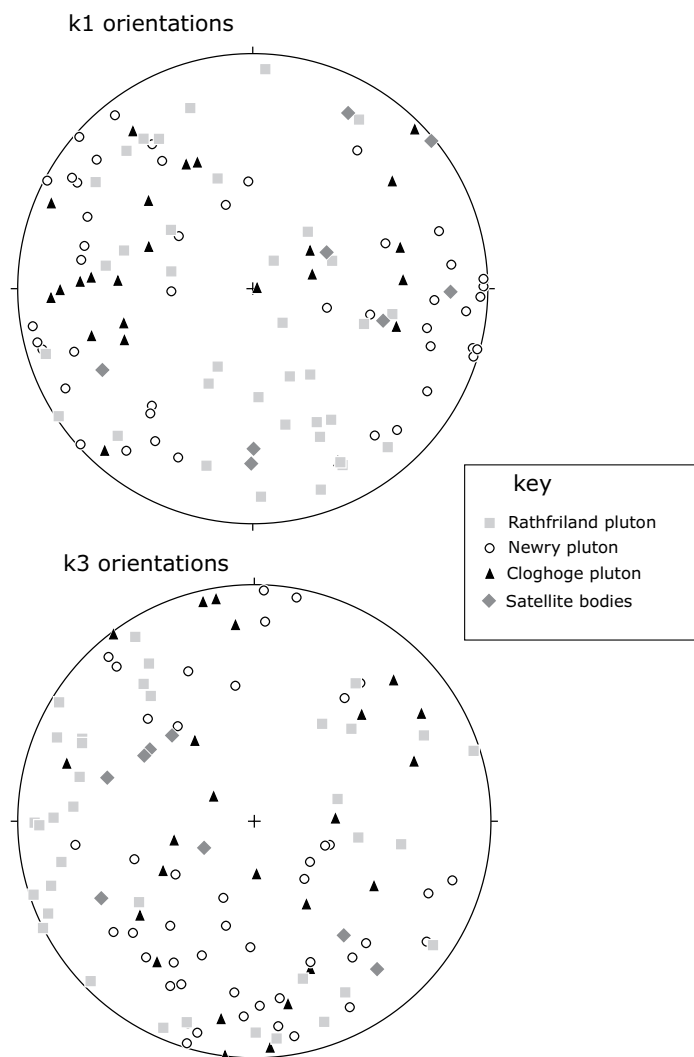 k1 orientations
k3 orientations
key
Rathfriland pluton
Newry pluton
Cloghoge pluton
Satellite bodies